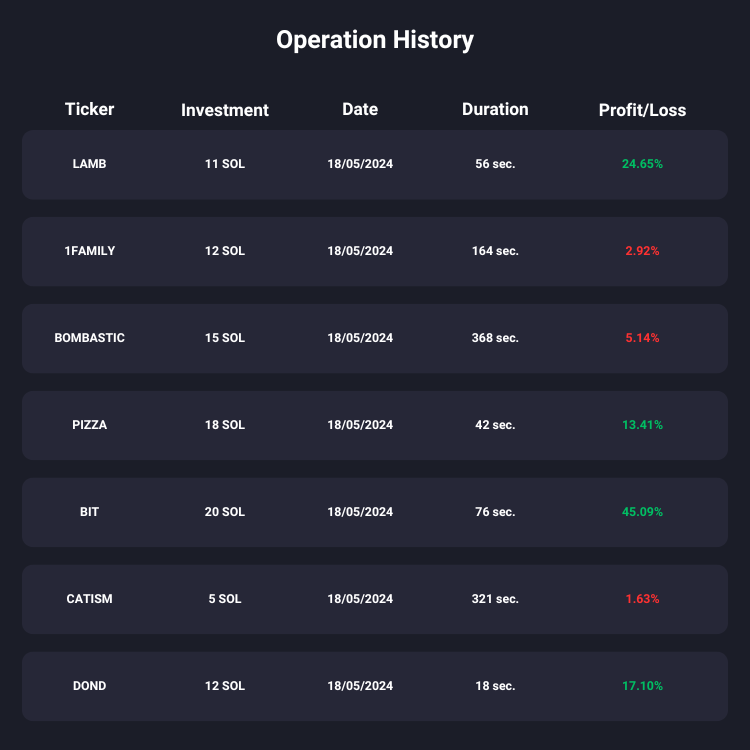 Operation History
Ticker Investment Date Duration Profit/Loss
LAMB 11 SOL 18/05/2024 56 sec. 24.65%
1FAMILY 12 SOL 18/05/2024 164 sec. 2.92%
BOMBASTIC 15 SOL 18/05/2024 368 sec. 5.14%
PIZZA 18 SOL 18/05/2024 42 sec. 13.41%
BIT 20 SOL 18/05/2024 76 sec. 45.09%
CATISM 5 SOL 18/05/2024 321 sec. 1.63%
DOND 12 SOL 18/05/2024 18 sec. 17.10%